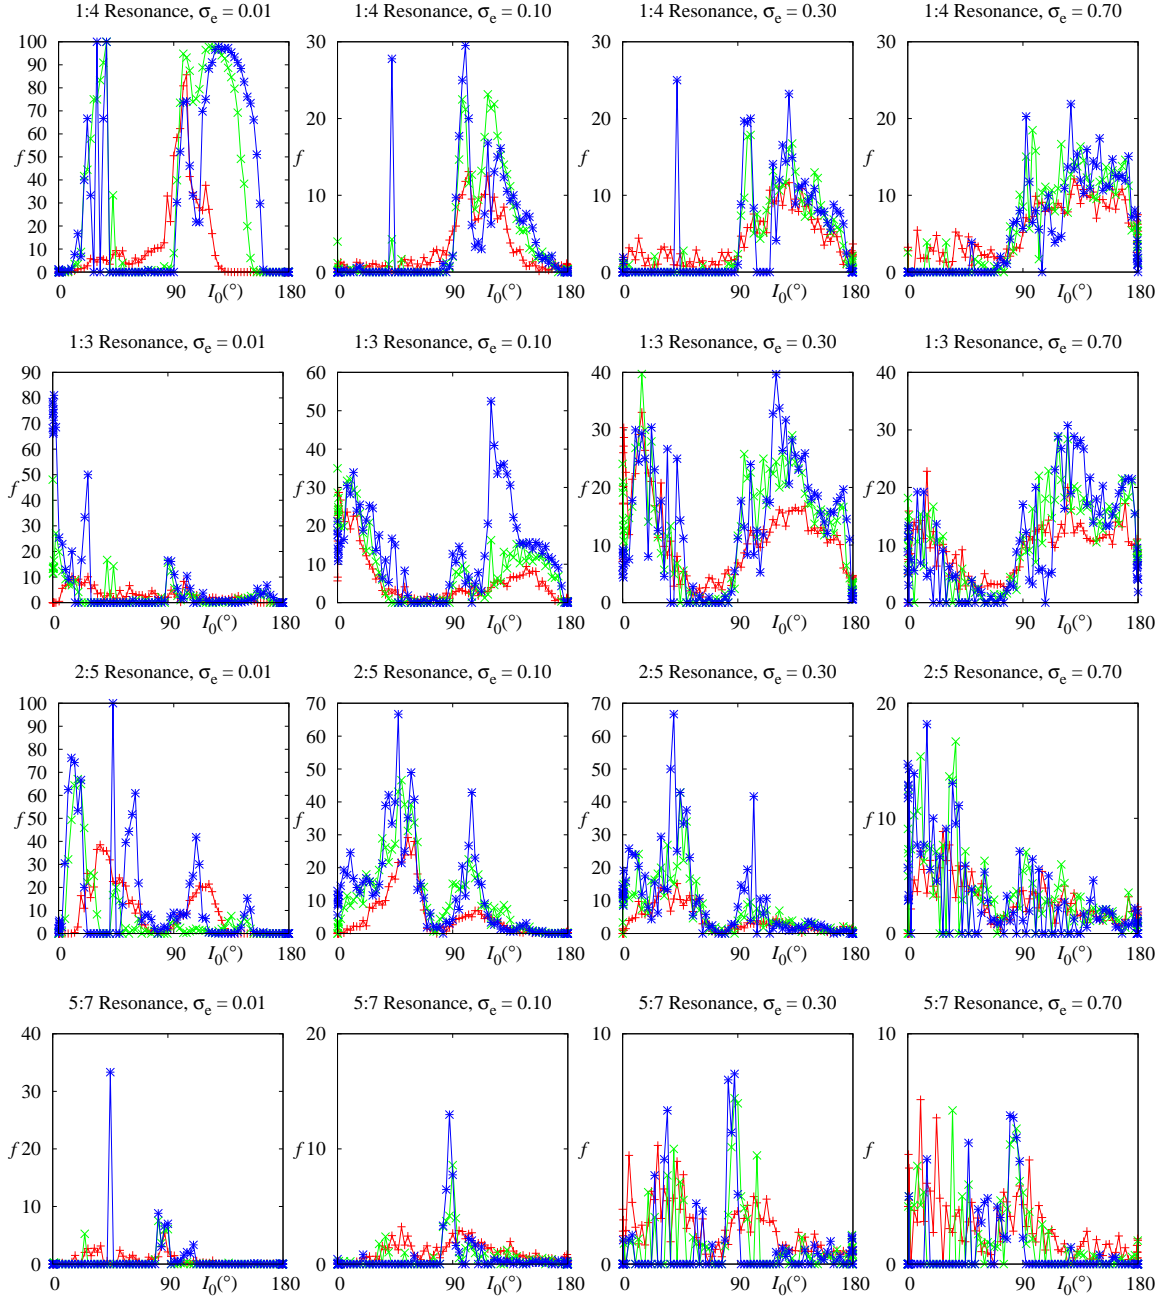 1:4 Resonance, σe = 0.01 1:4 Resonance, σe = 0.10 1:4 Resonance, σe = 0.30 1:4 Resonance, σe = 0.70
100 30 30 30
90
80
70 20 20 20
60
50 f f f f
40
30 10 10 10
20
10
0 0 0 0
0 90 I0(°) 180 0 90 I0(°) 180 0 90 I0(°) 180 0 90 I0(°) 180
1:3 Resonance, σe = 0.01 1:3 Resonance, σe = 0.10 1:3 Resonance, σe = 0.30 1:3 Resonance, σe = 0.70
90 60 40 40
80
70 50
60 40 30 30
50
f f f f
40 30 20 20
30 20
20 10 10
10 10
0 0 0 0
0 90 I0(°) 180 0 90 I0(°) 180 0 90 I0(°) 180 0 90 I0(°) 180
2:5 Resonance, σe = 0.01 2:5 Resonance, σe = 0.10 2:5 Resonance, σe = 0.30 2:5 Resonance, σe = 0.70
100 70 70 20
90
80 60 60
70 50 50
60
50 f 40 f 40 f f 10
40 30 30
30 20 20
20
10 10 10
0 0 0 0
0 90 I0(°) 180 0 90 I0(°) 180 0 90 I0(°) 180 0 90 I0(°) 180
5:7 Resonance, σe = 0.01 5:7 Resonance, σe = 0.10 5:7 Resonance, σe = 0.30 5:7 Resonance, σe = 0.70
40 20 10 10
30
f 20 f 10 f f
10
0 0 0 0
0 90 I0(°) 180 0 90 I0(°) 180 0 90 I0(°) 180 0 90 I0(°) 180